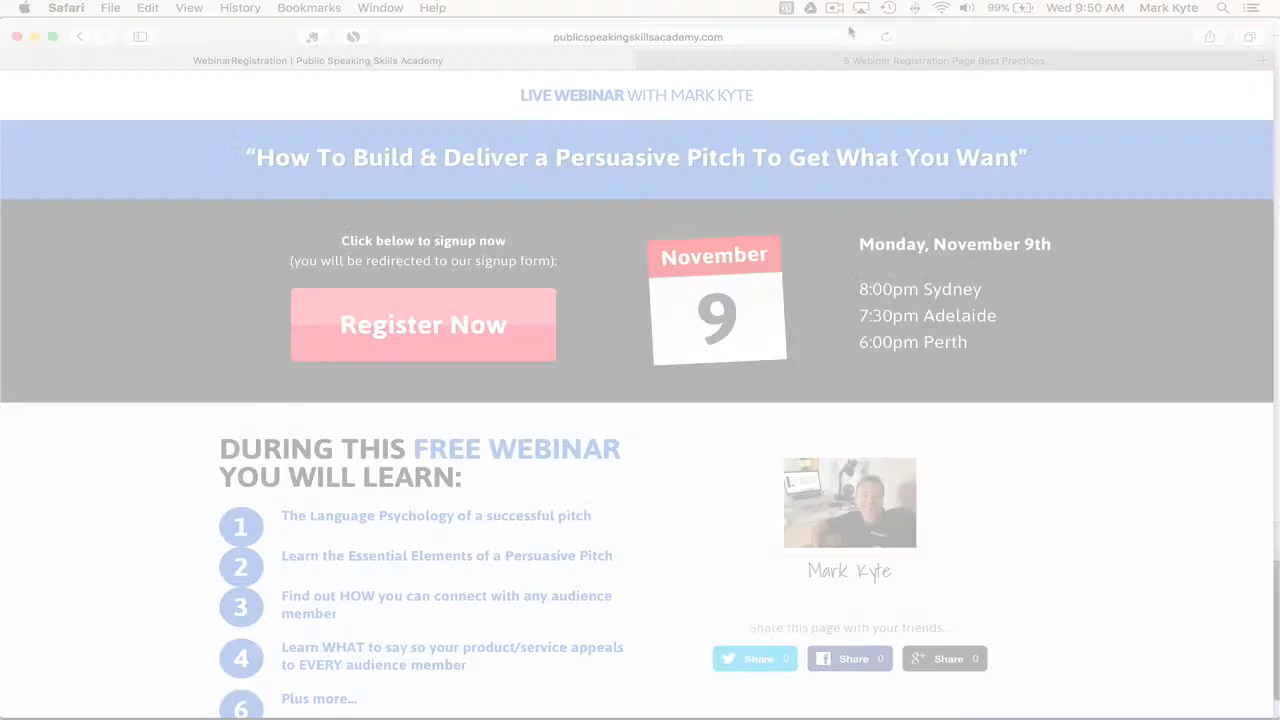 Safari File Edit View History Bookmarks Window Help 99% Wed 9:50 AM Mark Kyte
publicspeakingskillsacademy.com
WebinarRegistration | Public Speaking Skills Academy
8 Webinar Registration Page Best Practices
LIVE WEBINAR WITH MARK KYTE
“How To Build & Deliver a Persuasive Pitch To Get What You Want”
Click below to signup now
(you will be redirected to our signup form):
Register Now
November
9
Monday, November 9th
8:00pm Sydney
7:30pm Adelaide
6:00pm Perth
DURING THIS FREE WEBINAR
YOU WILL LEARN:
1 The Language Psychology of a successful pitch
2 Learn the Essential Elements of a Persuasive Pitch
3 Find out HOW you can connect with any audience
member
4 Learn WHAT to say so your product/service appeals
to EVERY audience member
6 Plus more...
Mark Kyte
Share this page with your friends...
Share 0
Share 0
Share 0